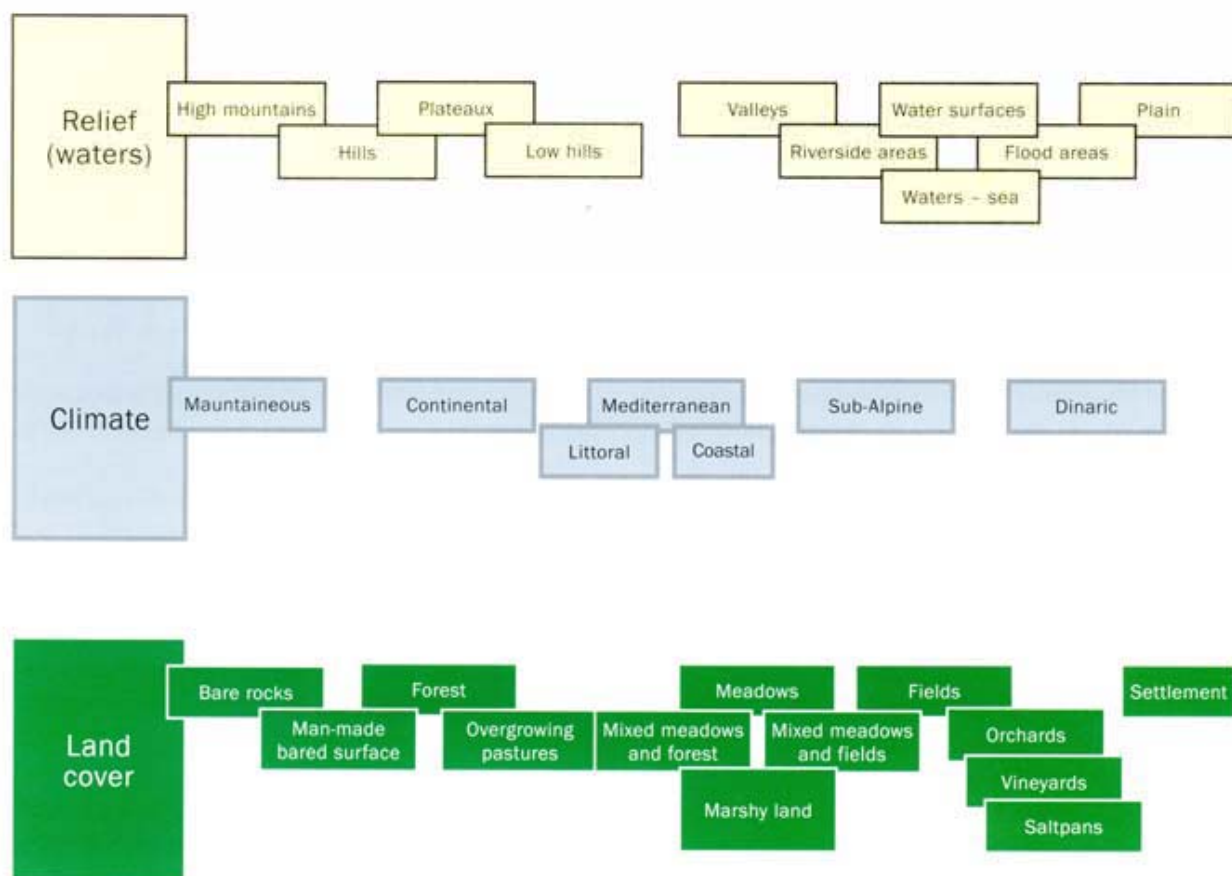 Relief
(waters)
High mountains
Plateaux
Valleys
Water surfaces
Plain
Hills
Low hills
Riverside areas
Flood areas
Waters – sea
Climate
Mauntaineous
Continental
Mediterranean
Sub-Alpine
Dinaric
Littoral
Coastal
Land
cover
Bare rocks
Forest
Meadows
Fields
Settlement
Man-made
bared surface
Overgrowing
pastures
Mixed meadows
and forest
Mixed meadows
and fields
Orchards
Marshy land
Vineyards
Saltpans